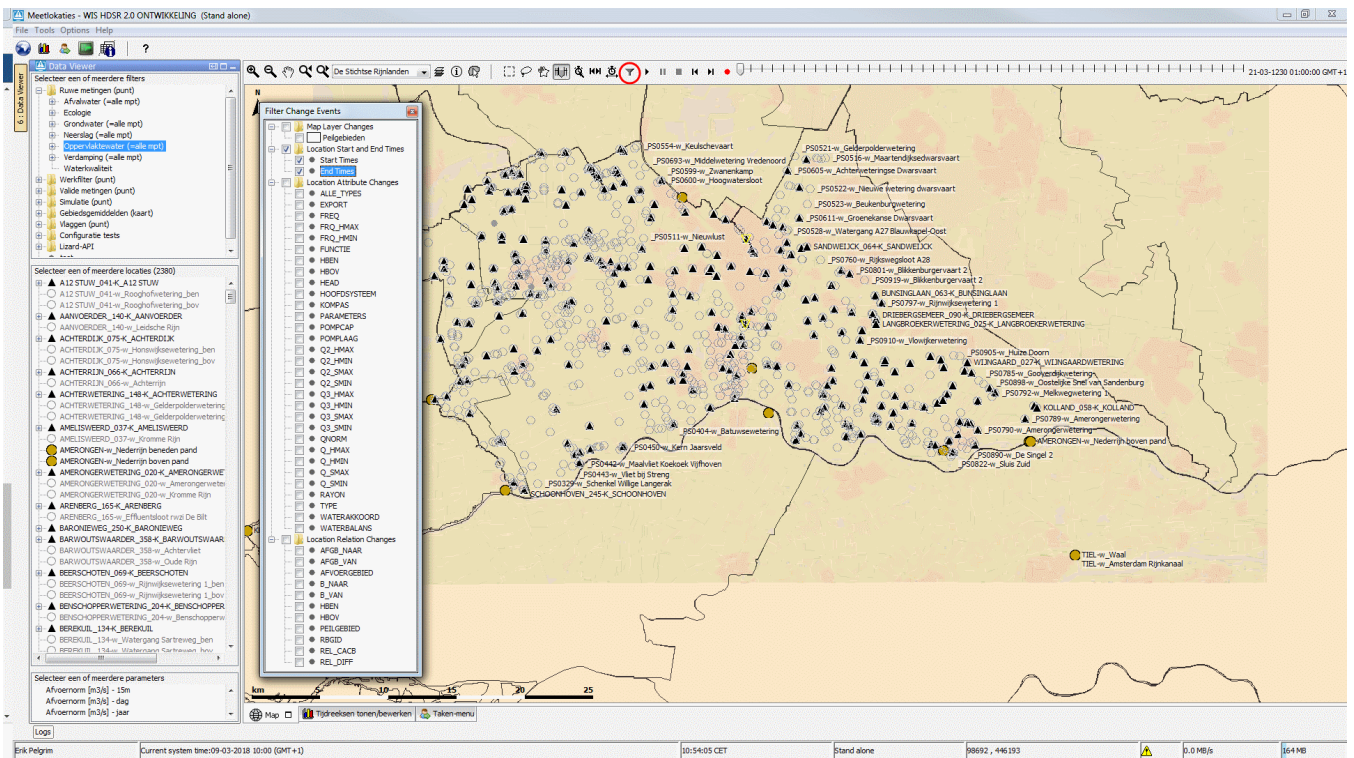 Meetlokaties - WIS HDSR 2.0 ONTWIKKELING (Stand alone)
File Tools Options Help
De Stichtse Rijnlanden
21-03-1230 01:00:00 GMT+1
6 : Data Viewer
Data Viewer
Selecteer een of meerdere filters
Ruwe metingen (punt)
Afvalwater (=alle mpt)
Ecologie
Grondwater (=alle mpt)
Neerslag (=alle mpt)
Oppervlaktewater (=alle mpt)
Verdamping (=alle mpt)
Waterkwaliteit
Werkfilter (punt)
Valide metingen (punt)
Simulatie (punt)
Gebiedsgemiddelden (kaart)
Vlaggen (punt)
Configuratie tests
Lizard-API
Selecteer een of meerdere locaties (2380)
A12 STUW_041-K_A12 STUW
A12 STUW_041-w_Rooghofwetering_ben
A12 STUW_041-w_Rooghofwetering_bov
AANVOERDER_140-K_AANVOERDER
AANVOERDER_140-w_Leidsche Rijn
ACHTERDIJK_075-K_ACHTERDIJK
ACHTERDIJK_075-w_Honswijksewetering_ben
ACHTERDIJK_075-w_Honswijksewetering_bov
ACHTERRIJN_066-K_ACHTERRIJN
ACHTERRIJN_066-w_Achterrijn
ACHTERWETERING_148-K_ACHTERWETERING
ACHTERWETERING_148-w_Gelderpolderwetering
ACHTERWETERING_148-w_Gelderpolderwetering
AMELISWEERD_037-K_AMELISWEERD
AMELISWEERD_037-w_Kromme Rijn
AMERONGEN-w_Nederrijn beneden pand
AMERONGEN-w_Nederrijn boven pand
AMERONGERWETERING_020-K_AMERONGERWE
AMERONGERWETERING_020-w_Amerongerweter
AMERONGERWETERING_020-w_Kromme Rijn
ARENBERG_165-K_ARENBERG
ARENBERG_165-w_Effluentsloot rwzi De Bilt
BARONIEWEG_250-K_BARONIEWEG
BARWOUTSWAARDER_358-K_BARWOUTSWAAR
BARWOUTSWAARDER_358-w_Achtervliet
BARWOUTSWAARDER_358-w_Oude Rijn
BEERSCHOTEN_069-K_BEERSCHOTEN
BEERSCHOTEN_069-w_Rijnwijksewetering 1_ben
BEERSCHOTEN_069-w_Rijnwijksewetering 1_bov
BENSCHOPPERWETERING_204-K_BENSCHOPPER
BENSCHOPPERWETERING_204-w_Benschopperw
BEREKUIL_134-K_BEREKUIL
BEREKUIL_134-w_Watergang Sartreweg_ben
BEREKUIL_134-w_Watergang Sartreweg_bov
Selecteer een of meerdere parameters
Afvoernorm [m3/s] - 15m
Afvoernorm [m3/s] - dag
Afvoernorm [m3/s] - jaar
Filter Change Events
Map Layer Changes
Peilgebieden
Location Start and End Times
Start Times
End Times
Location Attribute Changes
ALLE_TYPES
EXPORT
FREQ
FRQ_HMAX
FRQ_HMIN
FUNCTIE
HBEN
HBOV
HEAD
HOOFDSYSTEEM
KOMPAS
PARAMETERS
POMPCAP
POMPLAAG
Q2_HMAX
Q2_HMIN
Q2_SMAX
Q2_SMIN
Q3_HMAX
Q3_HMIN
Q3_SMAX
Q3_SMIN
QNORM
Q_HMAX
Q_HMIN
Q_SMAX
Q_SMIN
RAYON
TYPE
WATERAKKOORD
WATERBALANS
Location Relation Changes
AFGB_NAAR
AFGB_VAN
AFVOERGEBIED
B_NAAR
B_VAN
HBEN
HBOV
PEILGEBIED
RBGID
REL_CACB
REL_DIFF
N
_PS0554-w_Keulschevaart
_PS0521-w_Gelderpolderwetering
_PS0693-w_Middelwetering Vredenoord
_PS0516-w_Maartendijksedwarsvaart
_PS0599-w_Zwanenkamp
_PS0605-w_Achterweteringse Dwarsvaart
_PS0600-w_Hoogwatersloot
_PS0522-w_Nieuwe wetering dwarsvaart
_PS0523-w_Beukenburgwetering
_PS0611-w_Groenekanse Dwarsvaart
_PS0528-w_Watergang A27 Blauwkapel-Oost
_PS0511-w_Nieuwlust
SANDWEIJCK_064-K_SANDWEIJCK
_PS0760-w_Rijkswegsloot A28
_PS0801-w_Blikkenburgervaart 2
_PS0919-w_Blikkenburgervaart 2
BUNSINGLAAN_063-K_BUNSINGLAAN
_PS0797-w_Rijnwijksewetering 1
DRIEBERGSEMEER_090-K_DRIEBERGSEMEER
LANGBROEKERWETERING_025-K_LANGBROEKERWETERING
_PS0910-w_Vlowijkerwetering
_PS0905-w_Huize Doorn
WIJNGAARD_027-K_WIJNGAARDWETERING
_PS0785-w_Gooyerdijkwetering
_PS0898-w_Oostelijke Snel van Sandenburg
_PS0792-w_Melkwegwetering 1
KOLLAND_058-K_KOLLAND
_PS0789-w_Amerongerwetering
_PS0790-w_Amerongerwetering
AMERONGEN-w_Nederrijn boven pand
_PS0404-w_Batuwsewetering
_PS0450-w_Kern Jaarsveld
_PS0890-w_De Singel 2
_PS0822-w_Sluis Zuid
_PS0442-w_Maalvliet Koekoek Vijfhoven
_PS0443-w_Vliet bij Streng
_PS0329-w_Schenkel Willige Langerak
SCHOONHOVEN_245-K_SCHOONHOVEN
TIEL-w_Waal
TIEL-w_Amsterdam Rijnkanaal
km 5 10 15 20 25
Map
Tijdreeksen tonen/bewerken
Taken-menu
Logs
Erik Pelgrim
Current system time:09-03-2018 10:00 (GMT+1)
10:54:05 CET
Stand alone
98692 , 446193
0.0 MB/s
164 MB